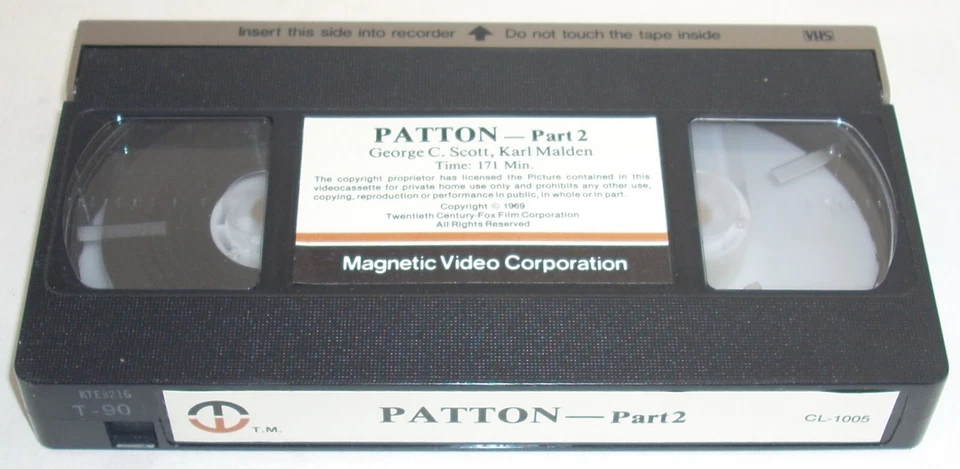 Insert this side into recorder Do not touch the tape inside VHS
PATTON — Part 2
George C. Scott, Karl Malden
Time: 171 Min.
The copyright proprietor has licensed the Picture contained in this
videocassette for private home use only and prohibits any other use,
copying, reproduction or performance in public, in whole or in part.
Copyright © 1969
Twentieth Century-Fox Film Corporation
All Rights Reserved
Magnetic Video Corporation
T-90
T.M.
PATTON — Part 2
CL-1005